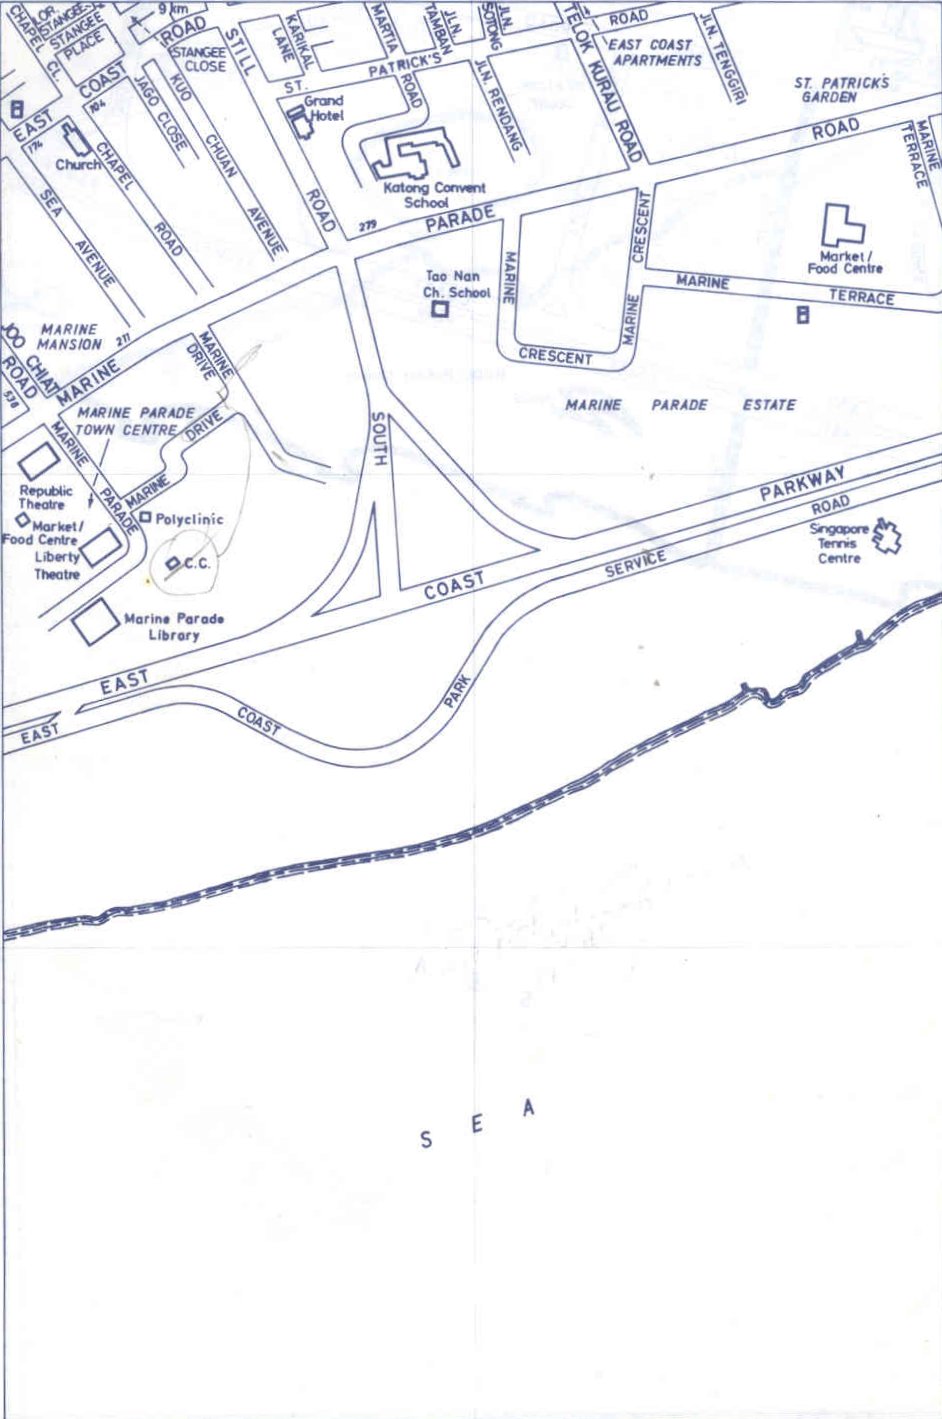 CHAPEL
CL.
LOR.
STANGEE
STANGEE
PLACE
9 km
ROAD
STANGEE
CLOSE
STILL
ROAD
KARIKAL
LANE
MARTIA
ROAD
JLN.
TAMBAN
JLN.
SOTONG
TELOK KURAU ROAD
ROAD
EAST COAST
APARTMENTS
JLN. TENGGIRI
ST. PATRICK'S
GARDEN
ST.
PATRICK'S
JLN. RENDANG
EAST
COAST
104
174
JAGO CLOSE
KUO
CHUAN
AVENUE
Grand
Hotel
Church
CHAPEL
ROAD
SEA
AVENUE
Katong Convent
School
279
PARADE
ROAD
MARINE
TERRACE
Market/
Food Centre
MARINE
TERRACE
Tao Nan
Ch. School
MARINE
CRESCENT
MARINE
CRESCENT
MARINE
MANSION
211
MARINE
OO CHIAT
ROAD
536
MARINE
DRIVE
MARINE PARADE
TOWN CENTRE
MARINE
DRIVE
MARINE
PARADE
SOUTH
MARINE PARADE ESTATE
Republic
Theatre
Market/
Food Centre
Liberty
Theatre
Polyclinic
C.C.
Marine Parade
Library
EAST
COAST
PARKWAY
EAST
COAST
PARK
SERVICE
ROAD
Singapore
Tennis
Centre
S E A